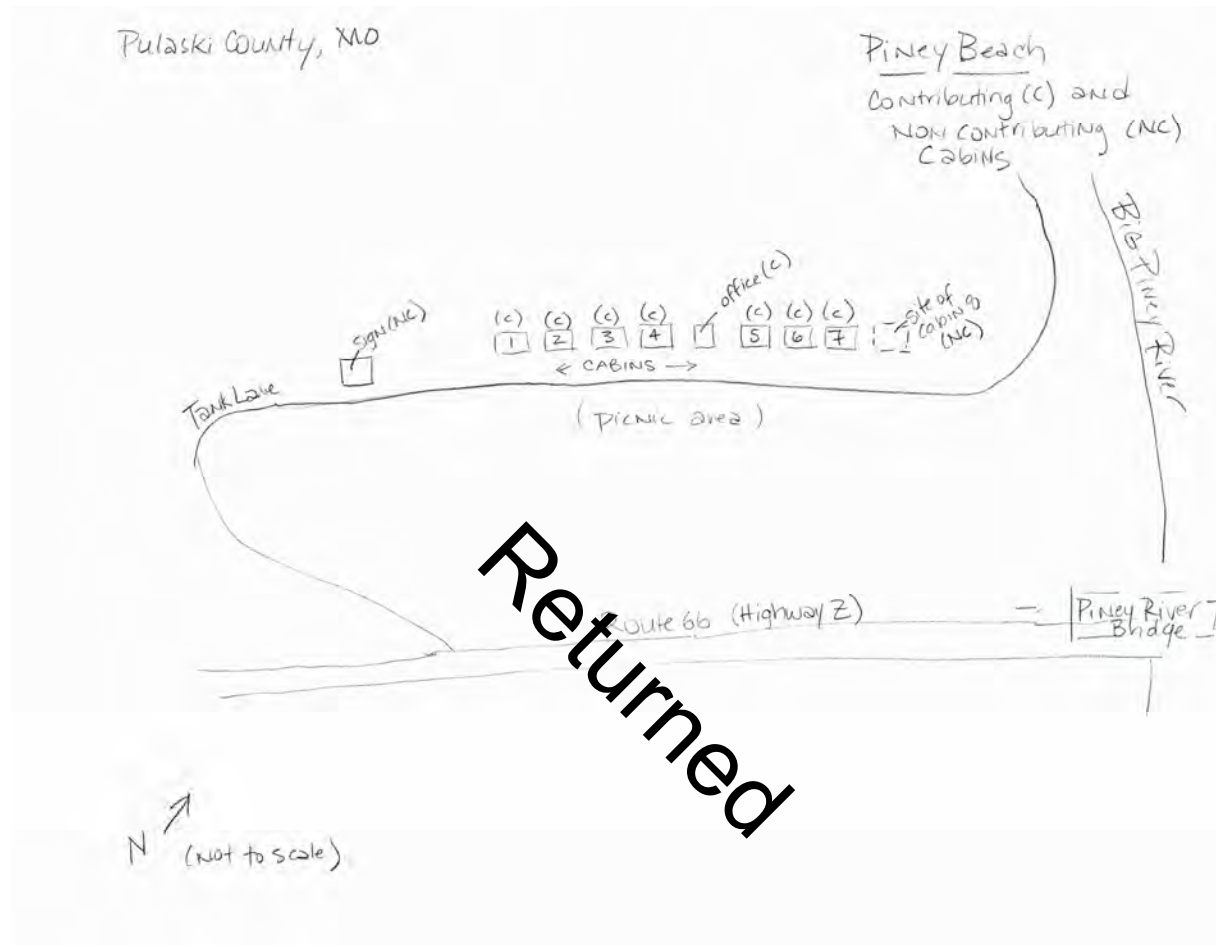 Pulaski County, MO
Piney Beach
Contributing (C) and
Non Contributing (NC)
Cabins
Big Piney River
office (C)
sign (NC)
(C) (C) (C) (C) (C) (C) (C)
1 2 3 4 5 6 7
site of
cabin
(NC)
← CABINS →
Tank Lane
(picnic area)
Route 66 (Highway Z)
Piney River
Bridge
Returned
N
(Not to scale)